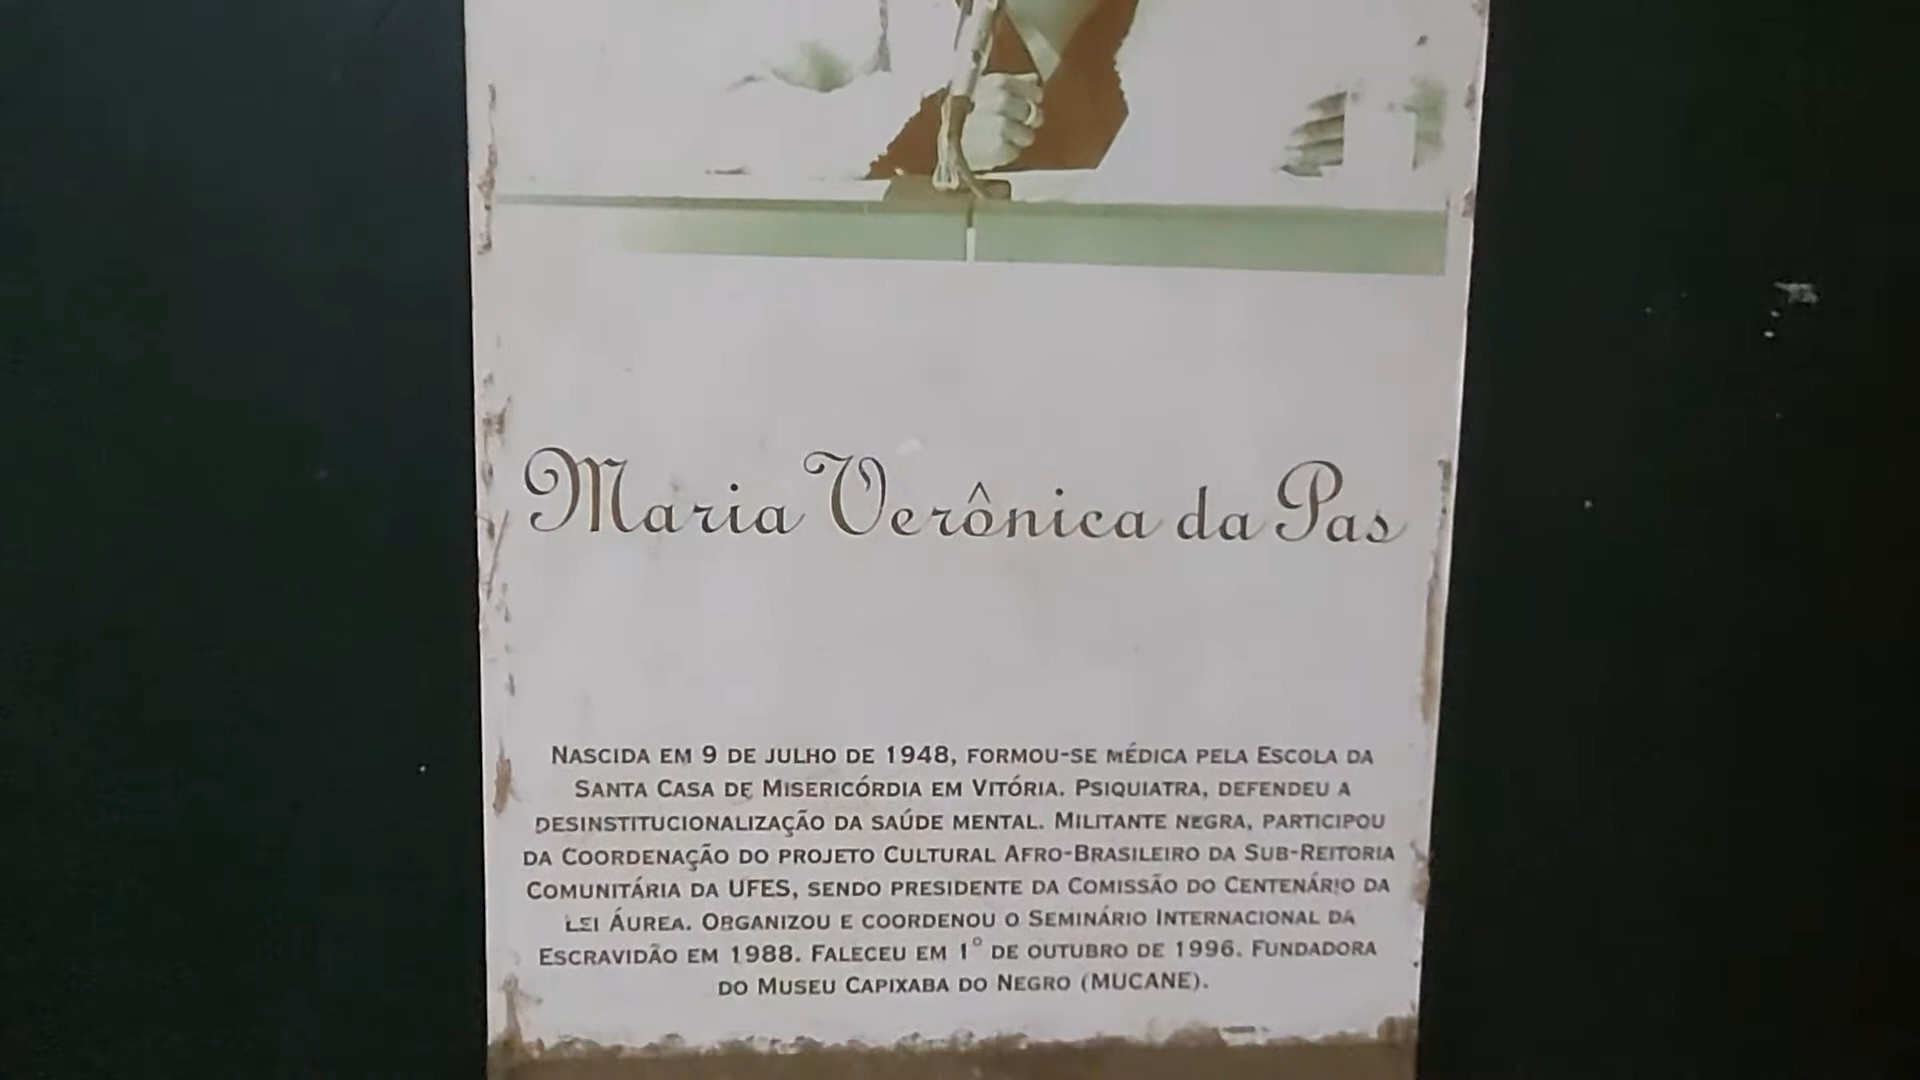 Maria Verônica da Pas
NASCIDA EM 9 DE JULHO DE 1948, FORMOU-SE MÉDICA PELA ESCOLA DA
SANTA CASA DE MISERICÓRDIA EM VITÓRIA. PSIQUIATRA, DEFENDEU A
DESINSTITUCIONALIZAÇÃO DA SAÚDE MENTAL. MILITANTE NEGRA, PARTICIPOU
DA COORDENAÇÃO DO PROJETO CULTURAL AFRO-BRASILEIRO DA SUB-REITORIA
COMUNITÁRIA DA UFES, SENDO PRESIDENTE DA COMISSÃO DO CENTENÁRIO DA
LEI ÁUREA. ORGANIZOU E COORDENOU O SEMINÁRIO INTERNACIONAL DA
ESCRAVIDÃO EM 1988. FALECEU EM 1° DE OUTUBRO DE 1996. FUNDADORA
DO MUSEU CAPIXABA DO NEGRO (MUCANE).